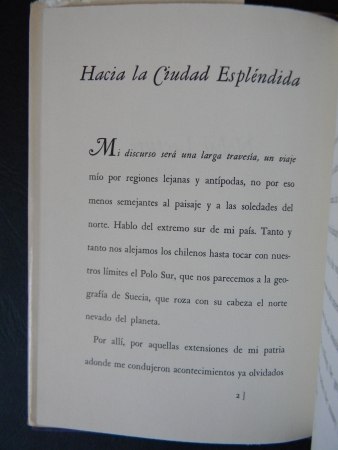 Hacia la Ciudad Espléndida
Mi discurso será una larga travesía, un viaje
mío por regiones lejanas y antípodas, no por eso
menos semejantes al paisaje y a las soledades del
norte. Hablo del extremo sur de mi país. Tanto y
tanto nos alejamos los chilenos hasta tocar con nues-
tros límites el Polo Sur, que nos parecemos a la geo-
grafía de Suecia, que roza con su cabeza el norte
nevado del planeta.
Por allí, por aquellas extensiones de mi patria
adonde me condujeron acontecimientos ya olvidados
2 ]